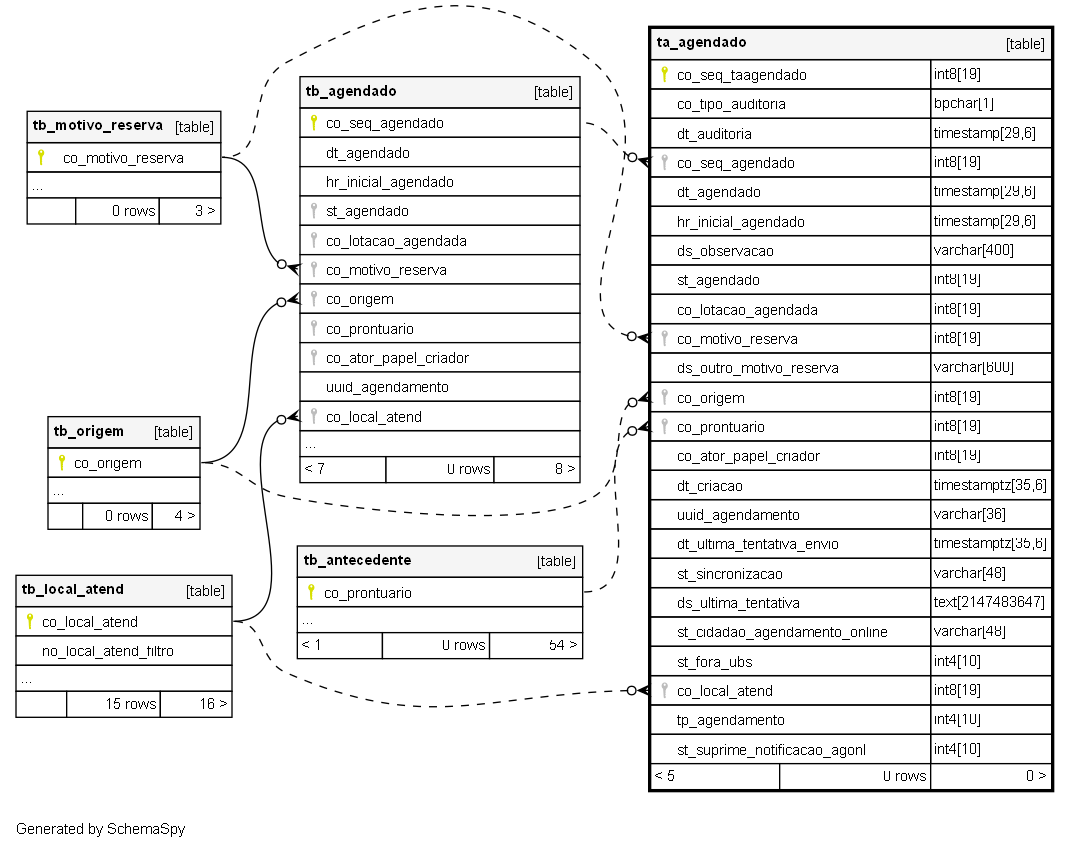 tb_motivo_reserva [table]
co_motivo_reserva
...
0 rows 3 >
tb_origem [table]
co_origem
...
0 rows 4 >
tb_local_atend [table]
co_local_atend
no_local_atend_filtro
...
15 rows 16 >
tb_agendado [table]
co_seq_agendado
dt_agendado
hr_inicial_agendado
st_agendado
co_lotacao_agendada
co_motivo_reserva
co_origem
co_prontuario
co_ator_papel_criador
uuid_agendamento
co_local_atend
...
< 7 0 rows 8 >
tb_antecedente [table]
co_prontuario
...
< 1 0 rows 54 >
ta_agendado [table]
co_seq_taagendado int8[19]
co_tipo_auditoria bpchar[1]
dt_auditoria timestamp[29,6]
co_seq_agendado int8[19]
dt_agendado timestamp[29,6]
hr_inicial_agendado timestamp[29,6]
ds_observacao varchar[400]
st_agendado int8[19]
co_lotacao_agendada int8[19]
co_motivo_reserva int8[19]
ds_outro_motivo_reserva varchar[600]
co_origem int8[19]
co_prontuario int8[19]
co_ator_papel_criador int8[19]
dt_criacao timestamptz[35,6]
uuid_agendamento varchar[36]
dt_ultima_tentativa_envio timestamptz[35,6]
st_sincronizacao varchar[48]
ds_ultima_tentativa text[2147483647]
st_cidadao_agendamento_online varchar[48]
st_fora_ubs int4[10]
co_local_atend int8[19]
tp_agendamento int4[10]
st_suprime_notificacao_agonl int4[10]
< 5 0 rows 0 >
Generated by SchemaSpy